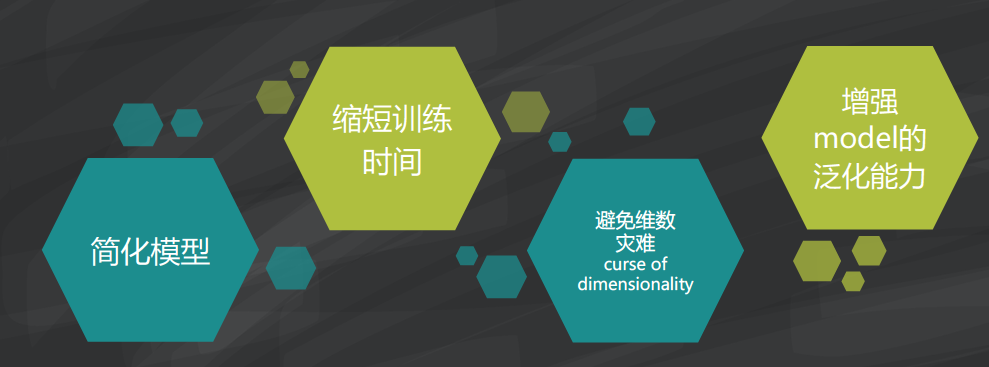 简化模型
缩短训练
时间
避免维数
灾难
curse of
dimensionality
增强
model的
泛化能力